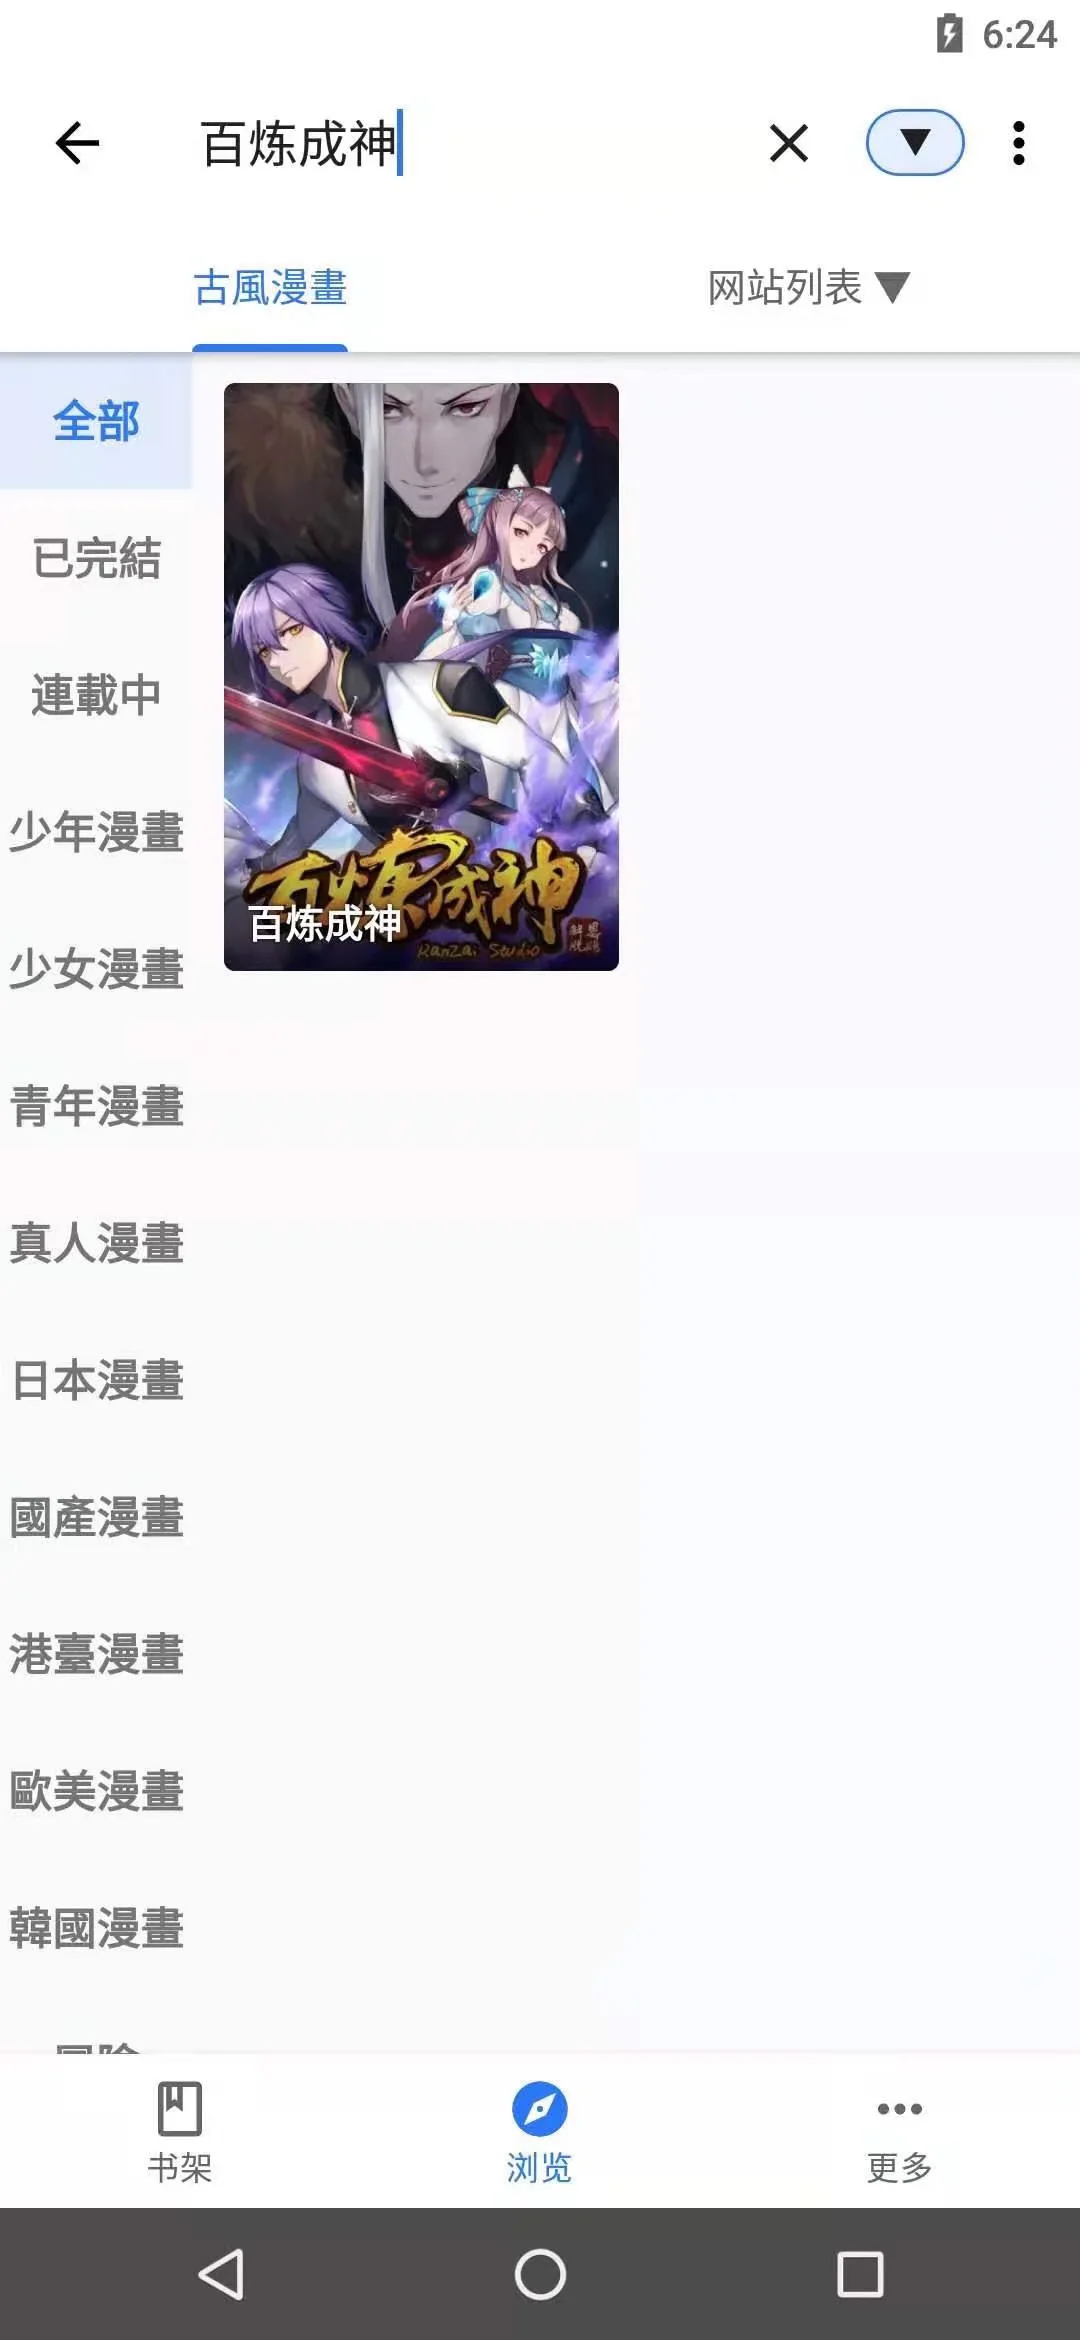 6:24
百炼成神
古風漫畫
网站列表 ▼
全部
已完結
連載中
少年漫畫
少女漫畫
青年漫畫
真人漫畫
日本漫畫
國產漫畫
港臺漫畫
歐美漫畫
韓國漫畫
百炼成神
RanZai Studio
百炼成神
书架
浏览
更多